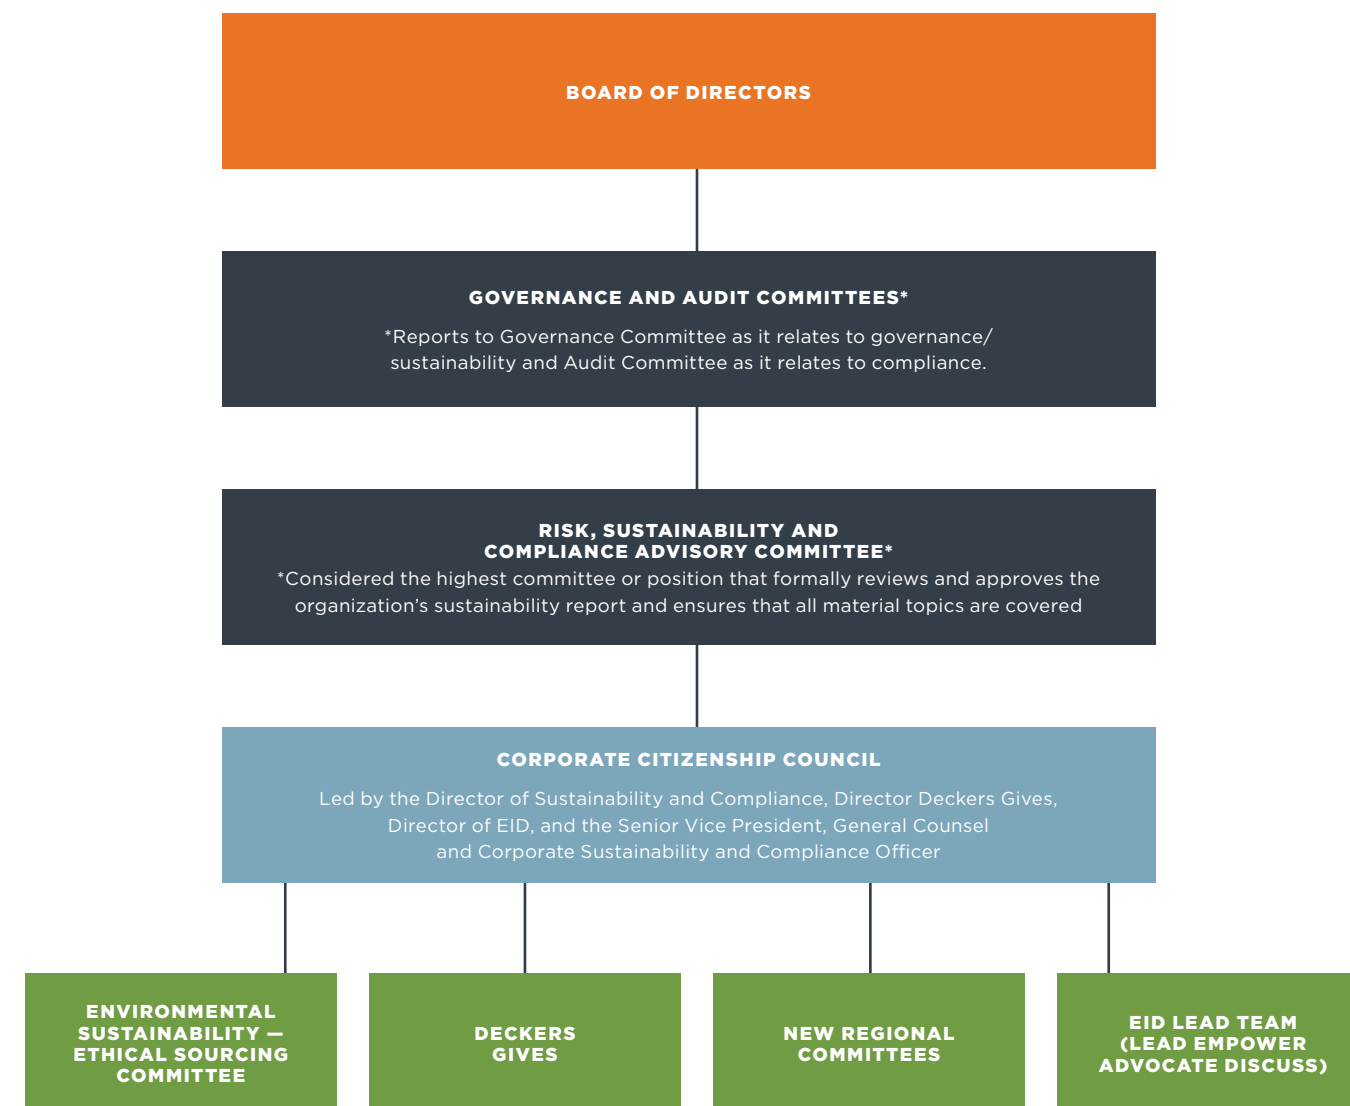 BOARD OF DIRECTORS
GOVERNANCE AND AUDIT COMMITTEES*
*Reports to Governance Committee as it relates to governance/
sustainability and Audit Committee as it relates to compliance.
RISK, SUSTAINABILITY AND
COMPLIANCE ADVISORY COMMITTEE*
*Considered the highest committee or position that formally reviews and approves the
organization’s sustainability report and ensures that all material topics are covered
CORPORATE CITIZENSHIP COUNCIL
Led by the Director of Sustainability and Compliance, Director Deckers Gives,
Director of EID, and the Senior Vice President, General Counsel
and Corporate Sustainability and Compliance Officer
ENVIRONMENTAL
SUSTAINABILITY —
ETHICAL SOURCING
COMMITTEE
DECKERS
GIVES
NEW REGIONAL
COMMITTEES
EID LEAD TEAM
(LEAD EMPOWER
ADVOCATE DISCUSS)